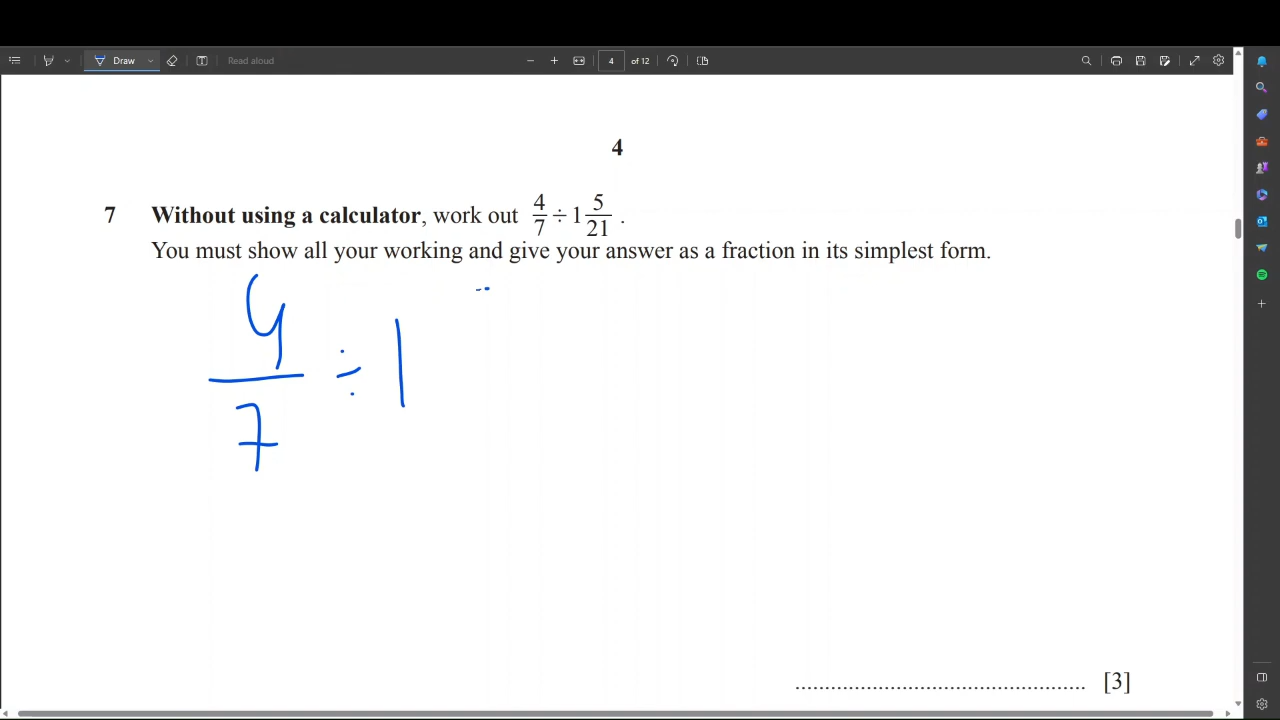 Draw Read aloud 4 of 12
4
7 Without using a calculator, work out 4/7 ÷ 1 5/21 .
You must show all your working and give your answer as a fraction in its simplest form.
4/7 ÷ 1
.................................................. [3]